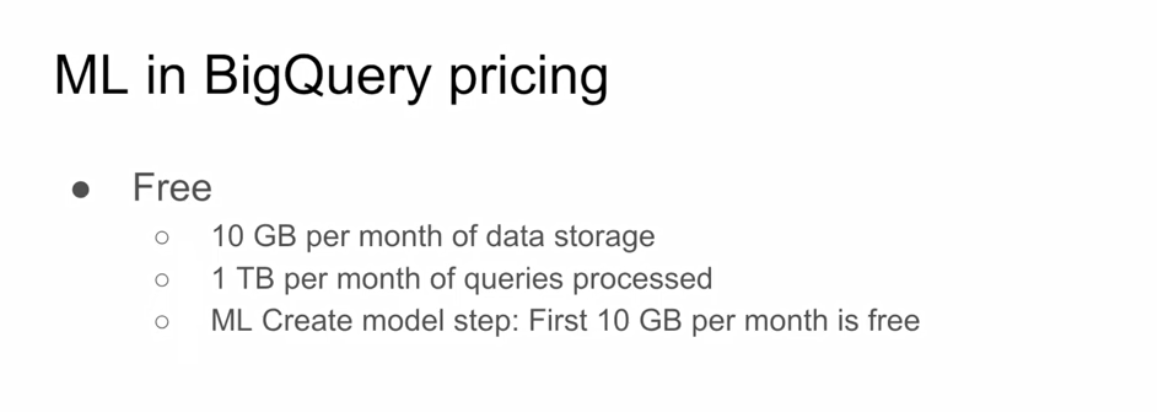 ML in BigQuery pricing
● Free
○ 10 GB per month of data storage
○ 1 TB per month of queries processed
○ ML Create model step: First 10 GB per month is free